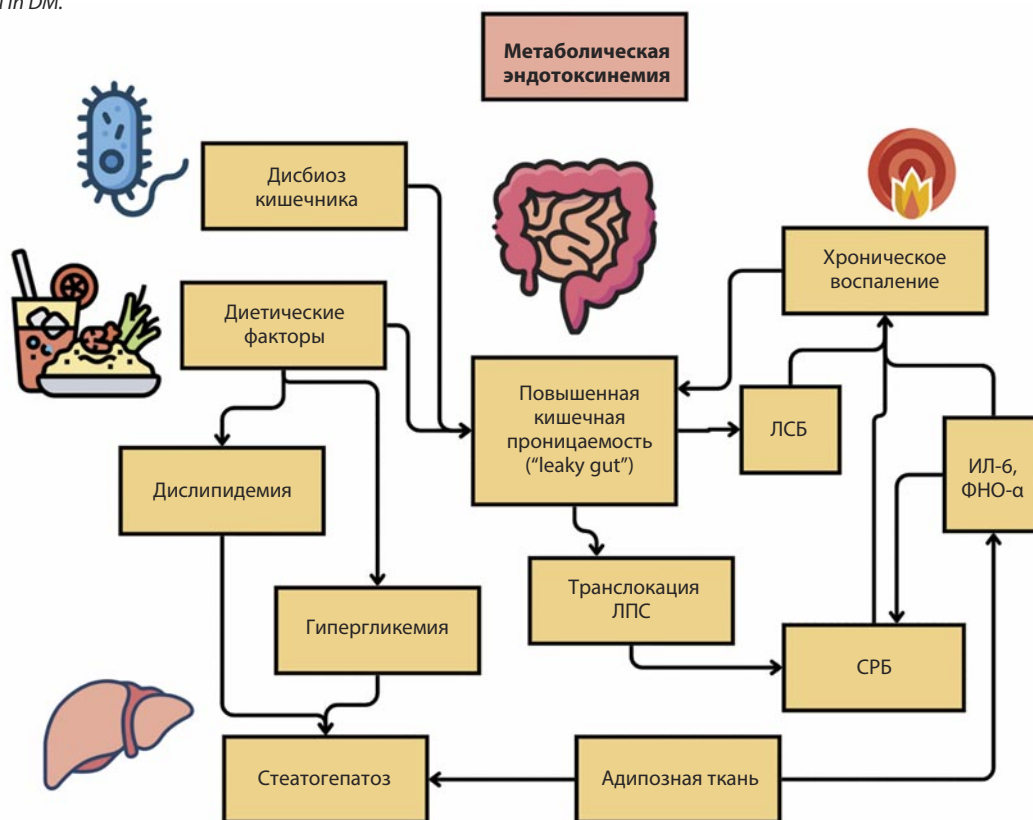 in DM.
Метаболическая
эндотоксинемия
Дисбиоз
кишечника
Хроническое
воспаление
Диетические
факторы
Повышенная
кишечная
проницаемость
(“leaky gut”)
ЛСБ
ИЛ-6,
ФНО-α
Дислипидемия
Транслокация
ЛПС
Гипергликемия
СРБ
Стеатогепатоз
Адипозная ткань